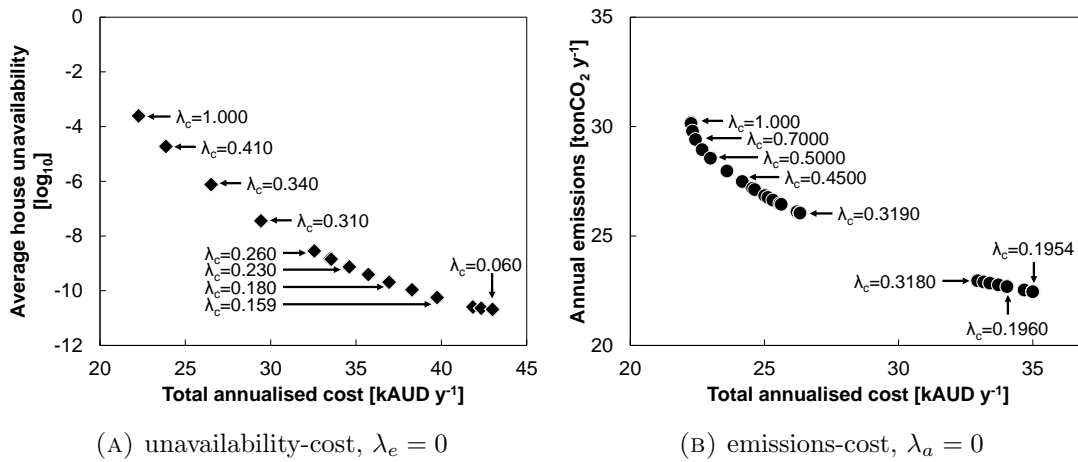 0
-2
-4
-6
-8
-10
-12
20
25
30
35
40
45
Average house unavailability
[log₁₀]
Total annualised cost [kAUD y⁻¹]
λc=1.000
λc=0.410
λc=0.340
λc=0.310
λc=0.260
λc=0.230
λc=0.180
λc=0.159
λc=0.060
(A) unavailability-cost, λe = 0
35
30
25
20
20
25
30
35
Annual emissions [tonCO₂ y⁻¹]
Total annualised cost [kAUD y⁻¹]
λc=1.000
λc=0.7000
λc=0.5000
λc=0.4500
λc=0.3190
λc=0.1954
λc=0.3180
λc=0.1960
(B) emissions-cost, λa = 0